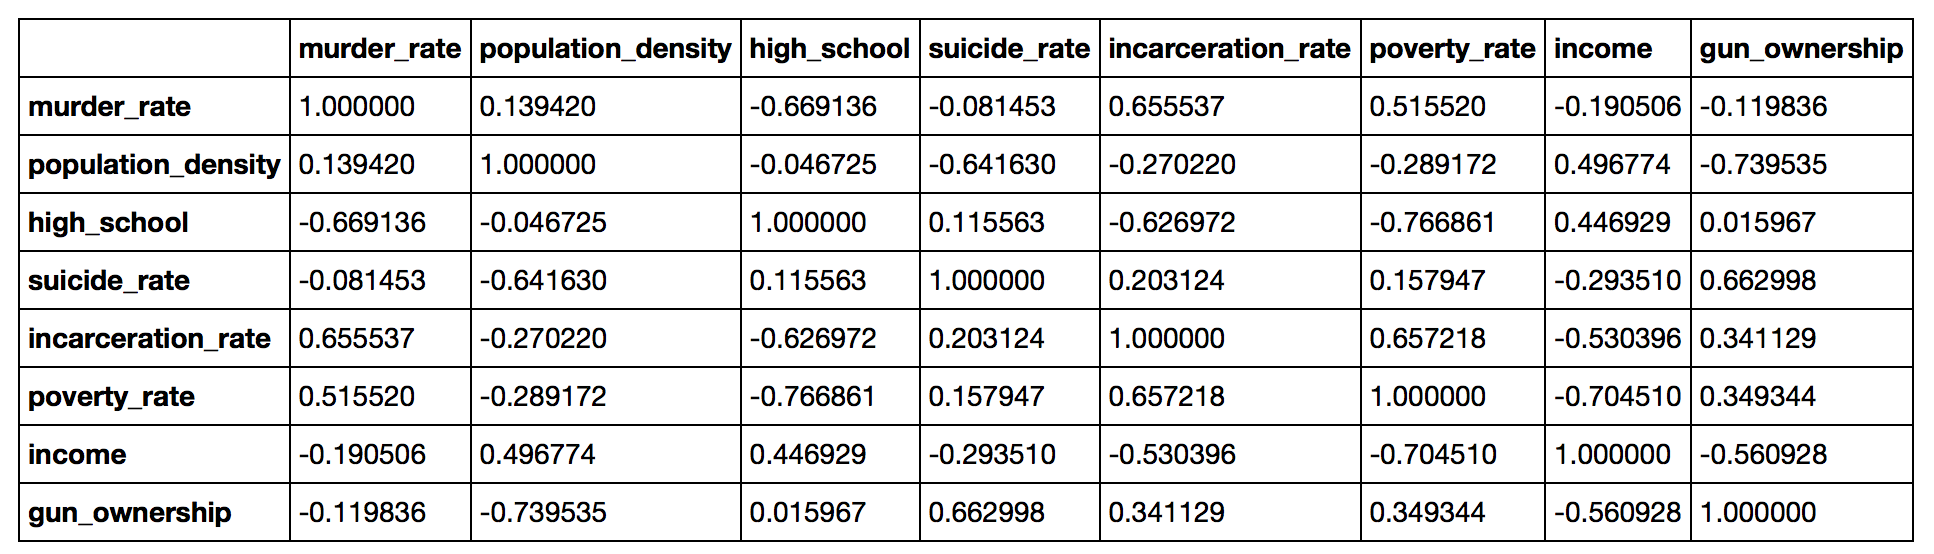 murder_rate population_density high_school suicide_rate incarceration_rate poverty_rate income gun_ownership
murder_rate 1.000000 0.139420 -0.669136 -0.081453 0.655537 0.515520 -0.190506 -0.119836
population_density 0.139420 1.000000 -0.046725 -0.641630 -0.270220 -0.289172 0.496774 -0.739535
high_school -0.669136 -0.046725 1.000000 0.115563 -0.626972 -0.766861 0.446929 0.015967
suicide_rate -0.081453 -0.641630 0.115563 1.000000 0.203124 0.157947 -0.293510 0.662998
incarceration_rate 0.655537 -0.270220 -0.626972 0.203124 1.000000 0.657218 -0.530396 0.341129
poverty_rate 0.515520 -0.289172 -0.766861 0.157947 0.657218 1.000000 -0.704510 0.349344
income -0.190506 0.496774 0.446929 -0.293510 -0.530396 -0.704510 1.000000 -0.560928
gun_ownership -0.119836 -0.739535 0.015967 0.662998 0.341129 0.349344 -0.560928 1.000000